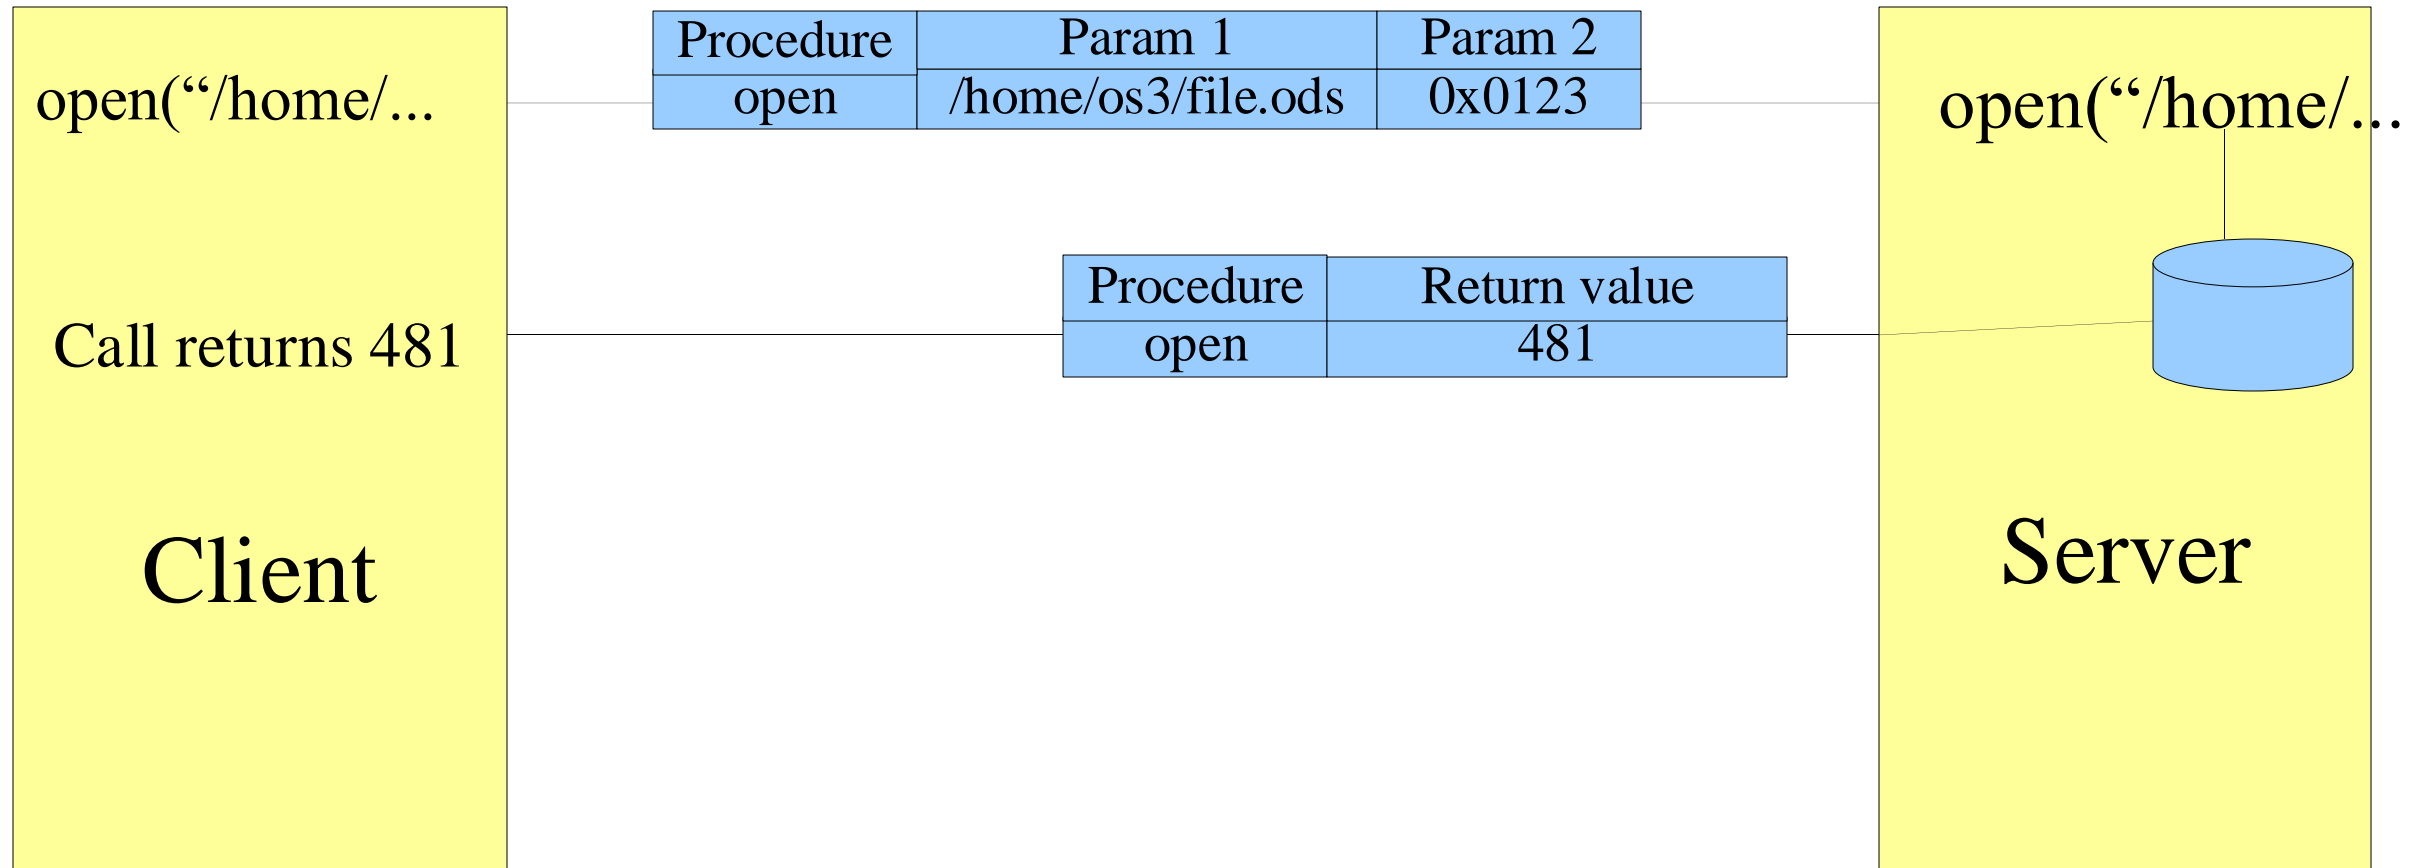 Procedure Param 1 Param 2
open(“/home/... open /home/os3/file.ods 0x0123 open(“/home/...
Procedure Return value
Call returns 481 open 481
Client Server